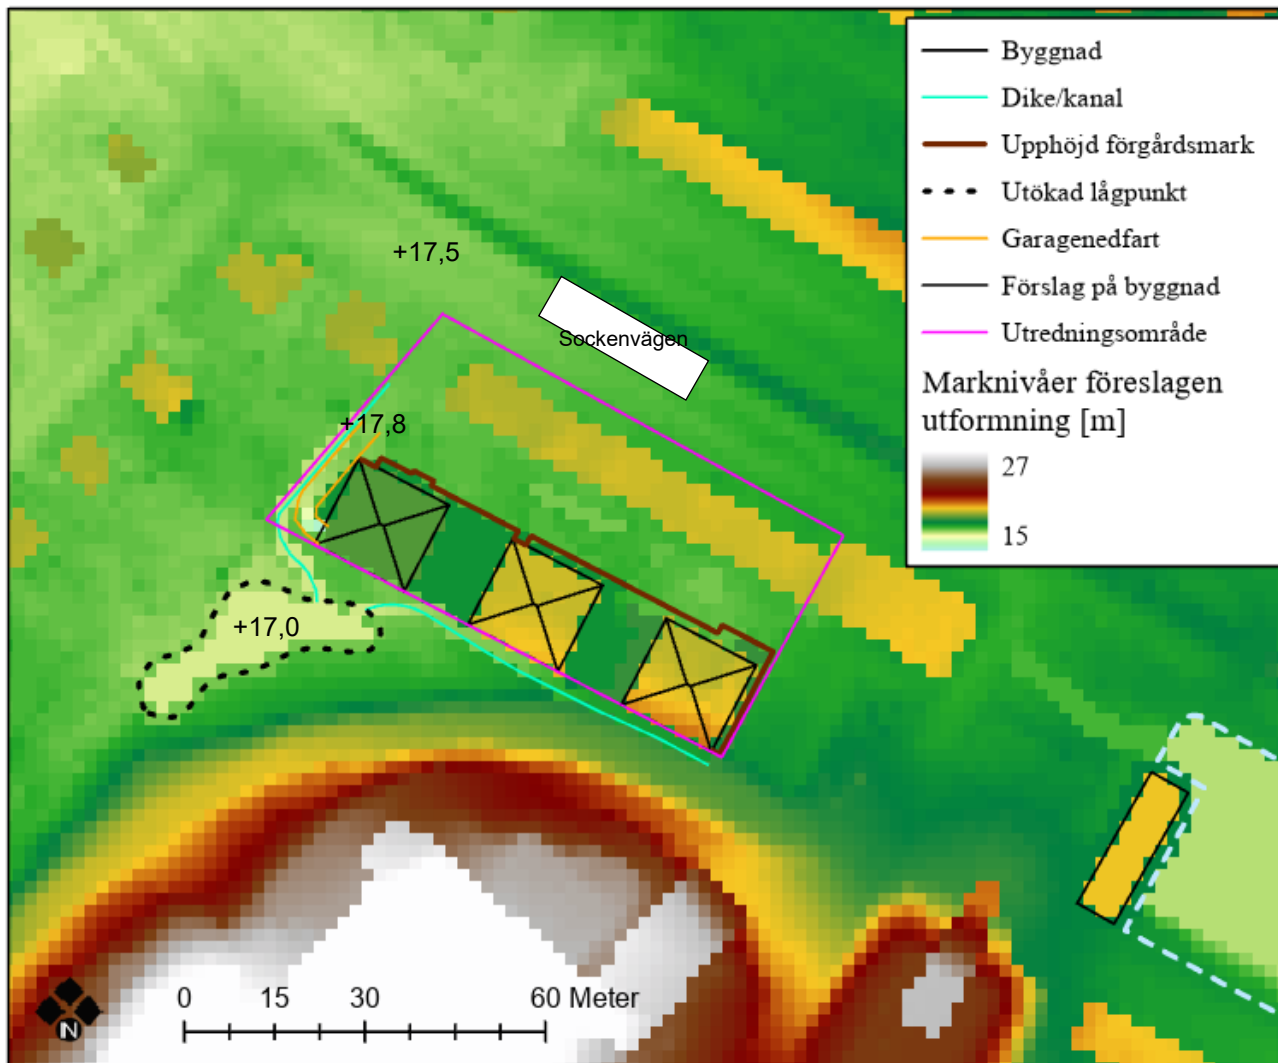 Byggnad
Dike/kanal
Upphöjd förgårdsmark
Utökad lågpunkt
Garagenedfart
Förslag på byggnad
Utredningsområde
Marknivåer föreslagen
utformning [m]
27
15
+17,5
Sockenvägen
+17,8
+17,0
0 15 30 60 Meter
N